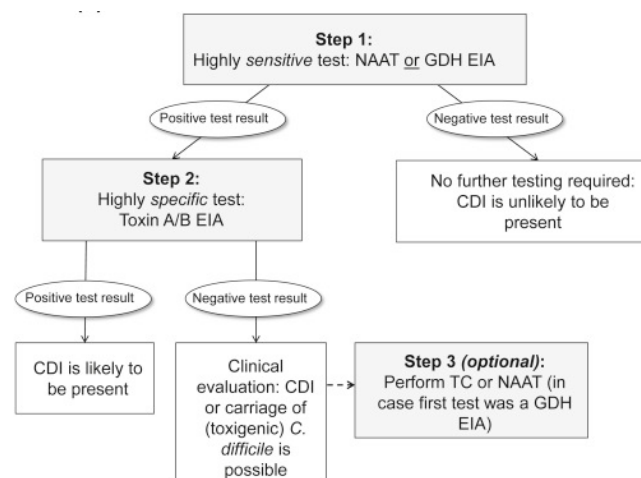 Step 1:
Highly sensitive test: NAAT or GDH EIA
Positive test result
Negative test result
Step 2:
Highly specific test:
Toxin A/B EIA
No further testing required:
CDI is unlikely to be
present
Positive test result
Negative test result
CDI is likely to
be present
Clinical
evaluation: CDI
or carriage of
(toxigenic) C.
difficile is
possible
Step 3 (optional):
Perform TC or NAAT (in
case first test was a GDH
EIA)